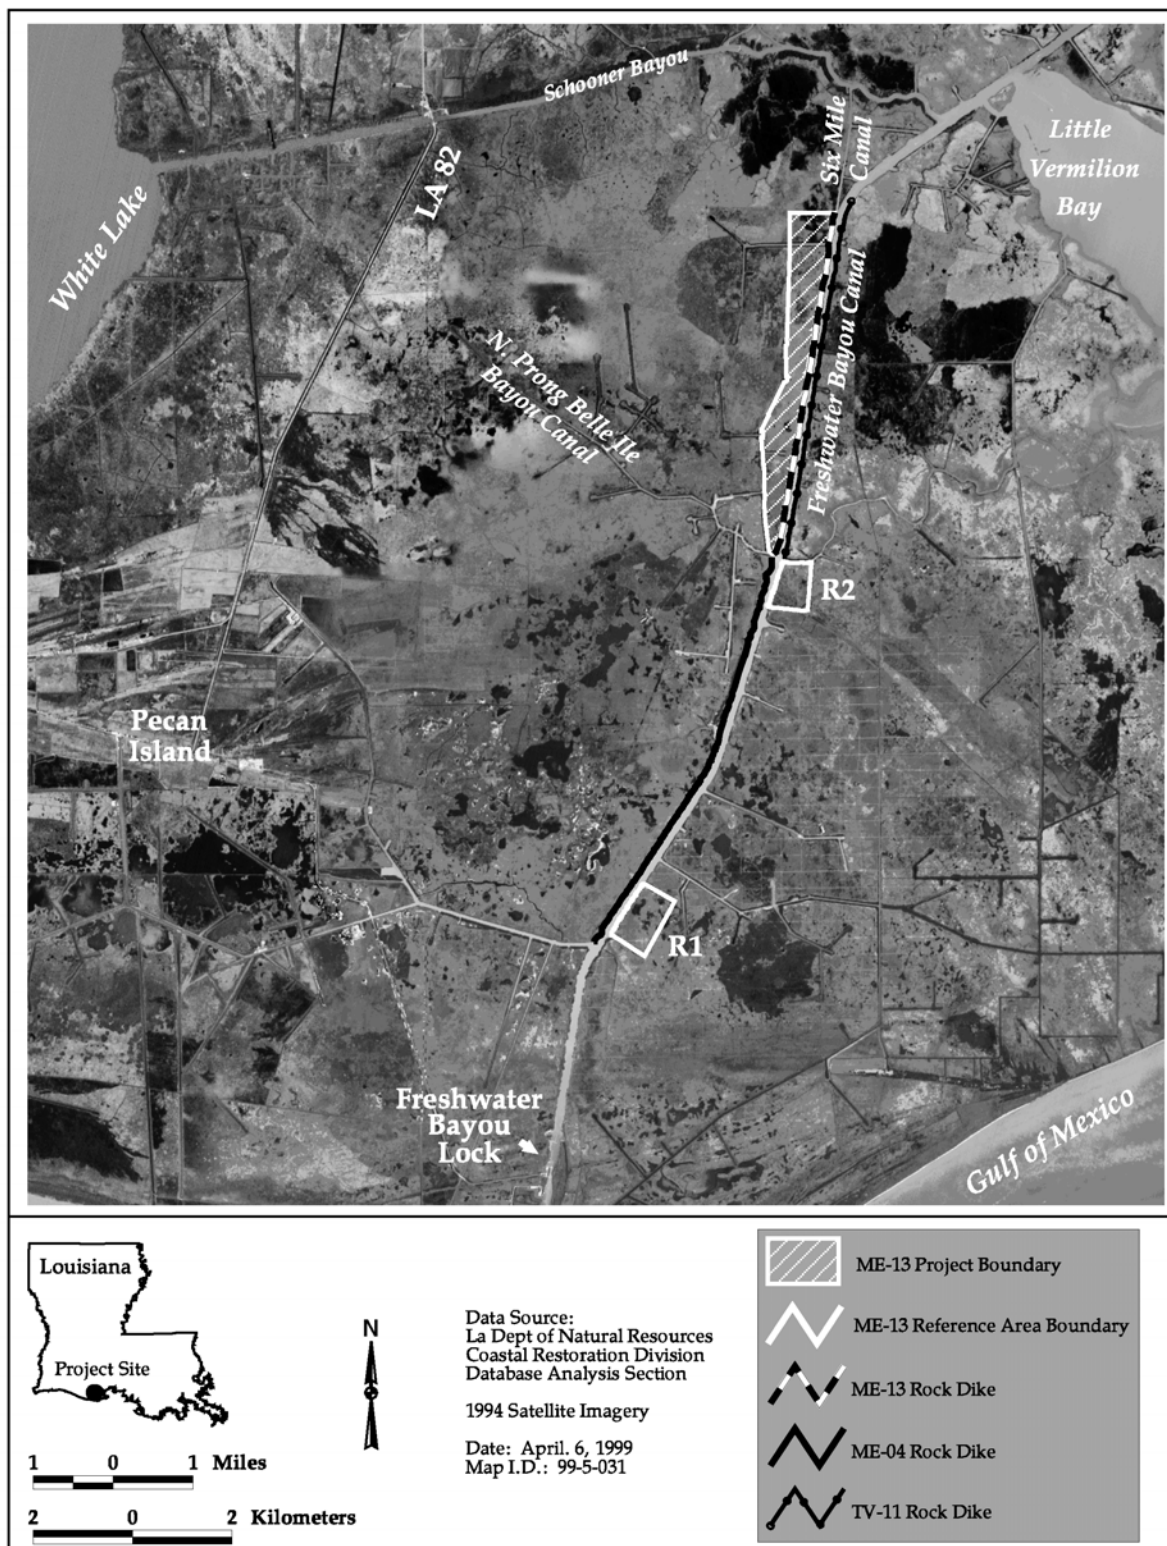 Schooner Bayou
Six Mile
Canal
Little
Vermilion
Bay
White Lake
LA 82
N. Prong Belle Ile
Bayou Canal
Freshwater Bayou Canal
R2
Pecan
Island
R1
Freshwater
Bayou
Lock
Gulf of Mexico
Louisiana
Project Site
N
1 0 1 Miles
2 0 2 Kilometers
Data Source:
La Dept of Natural Resources
Coastal Restoration Division
Database Analysis Section
1994 Satellite Imagery
Date: April. 6, 1999
Map I.D.: 99-5-031
ME-13 Project Boundary
ME-13 Reference Area Boundary
ME-13 Rock Dike
ME-04 Rock Dike
TV-11 Rock Dike